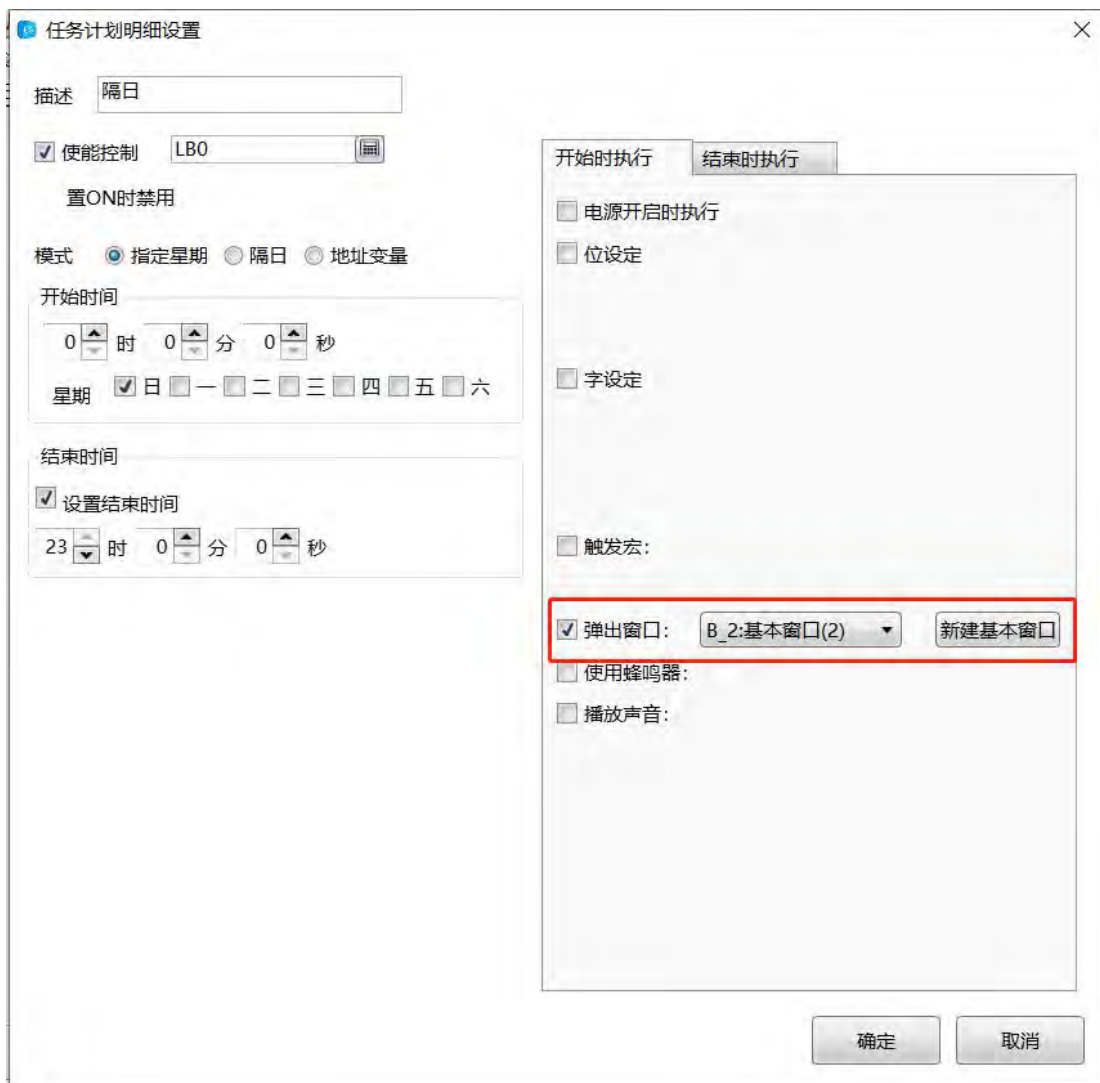 任务计划明细设置
描述 隔日
使能控制 LB0
置ON时禁用
模式 指定星期 隔日 地址变量
开始时间
0 时 0 分 0 秒
星期 日 一 二 三 四 五 六
结束时间
设置结束时间
23 时 0 分 0 秒
开始时执行 结束时执行
电源开启时执行
位设定
字设定
触发宏:
弹出窗口: B_2:基本窗口(2) 新建基本窗口
使用蜂鸣器:
播放声音:
确定 取消